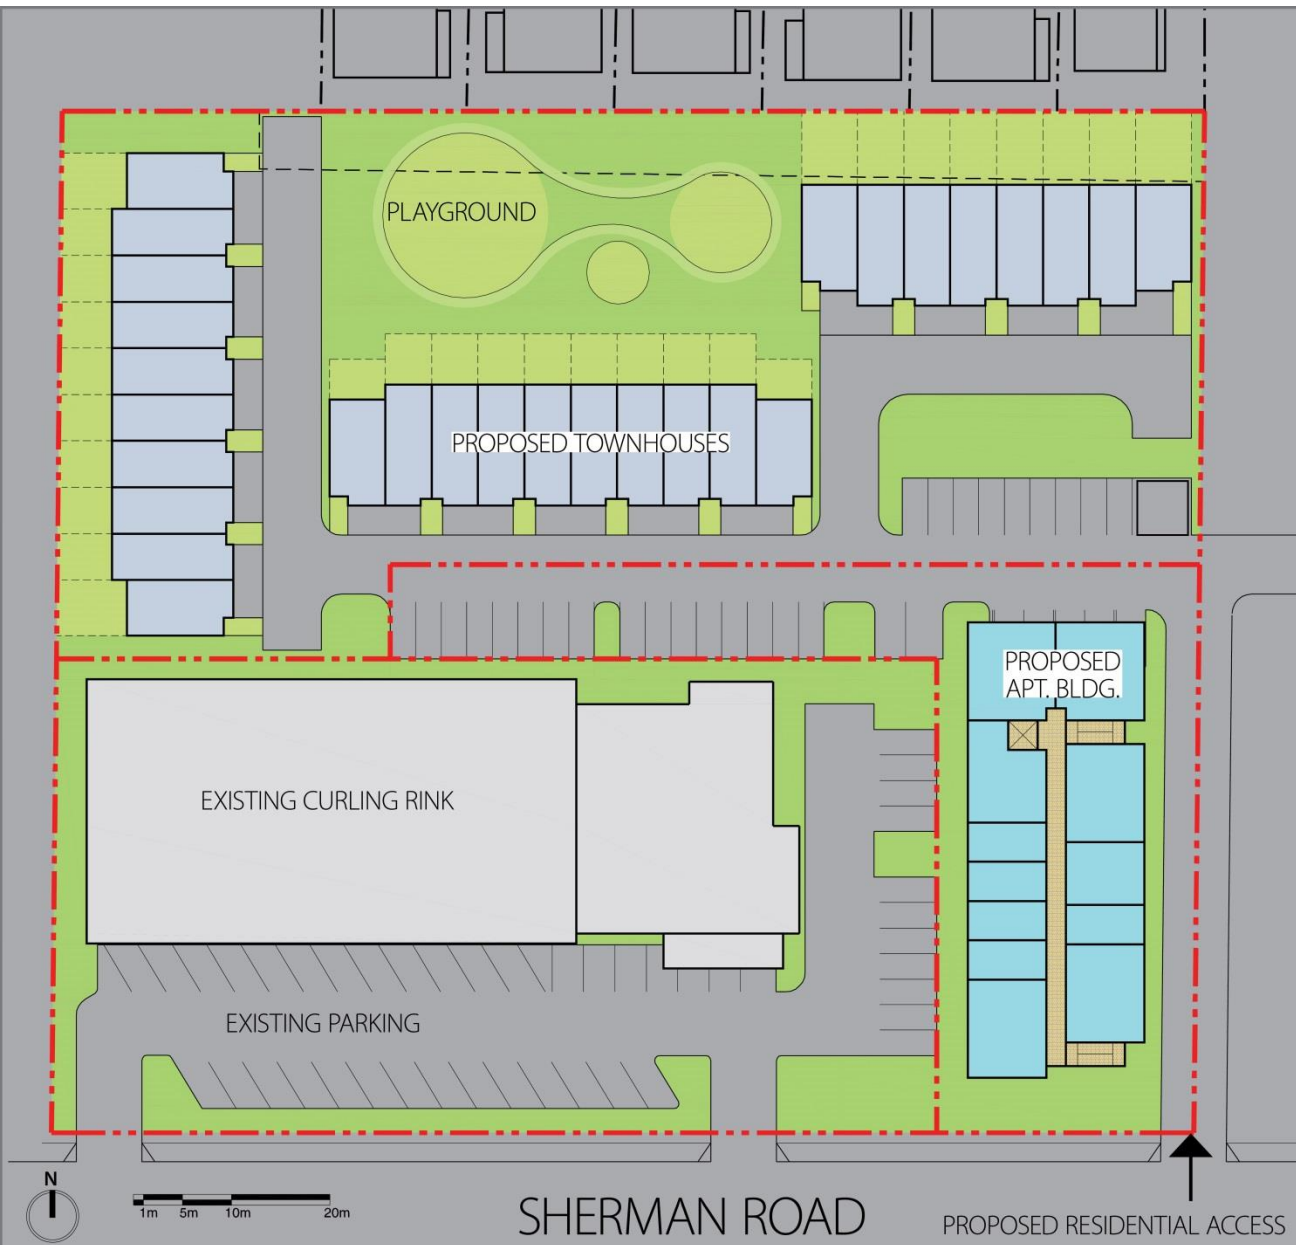 PLAYGROUND
PROPOSED TOWNHOUSES
PROPOSED
APT. BLDG.
EXISTING CURLING RINK
EXISTING PARKING
N
1m 5m 10m 20m
SHERMAN ROAD
PROPOSED RESIDENTIAL ACCESS